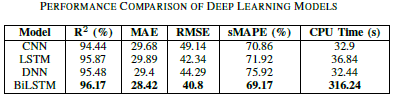 PERFORMANCE COMPARISON OF DEEP LEARNING MODELS
Model R² (%) MAE RMSE sMAPE (%) CPU Time (s)
CNN 94.44 29.68 49.14 70.86 32.9
LSTM 95.87 29.89 42.34 71.92 36.84
DNN 95.48 29.4 44.29 75.92 32.44
BiLSTM 96.17 28.42 40.8 69.17 316.24